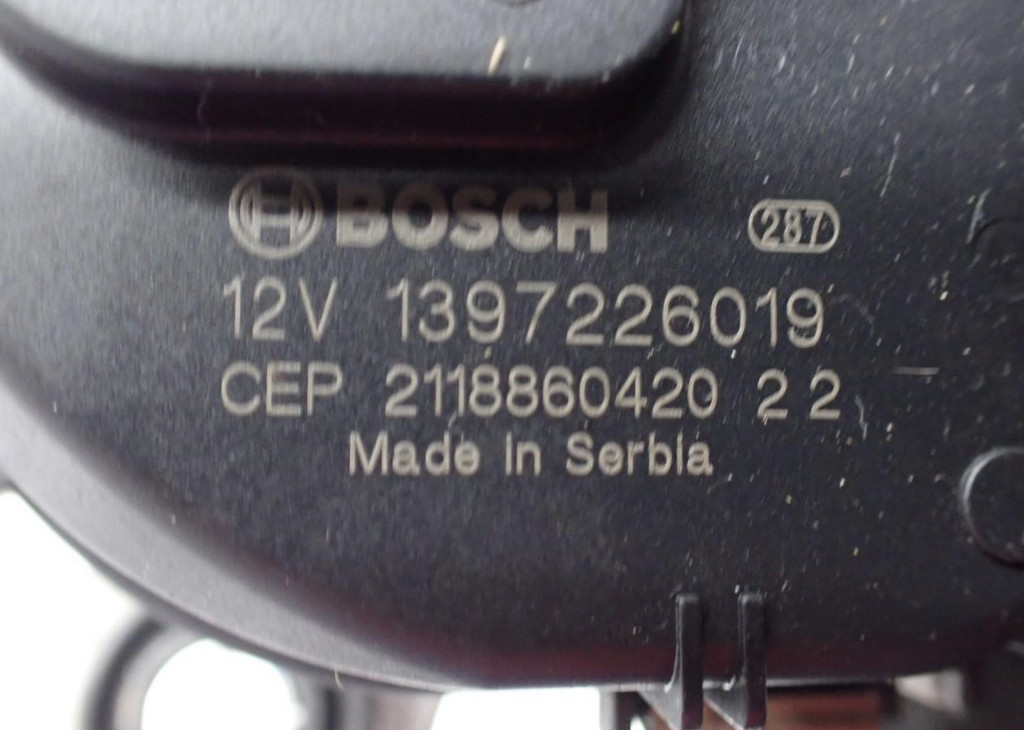 BOSCH 287
12V 1397226019
CEP 2118860420 2 2
Made in Serbia